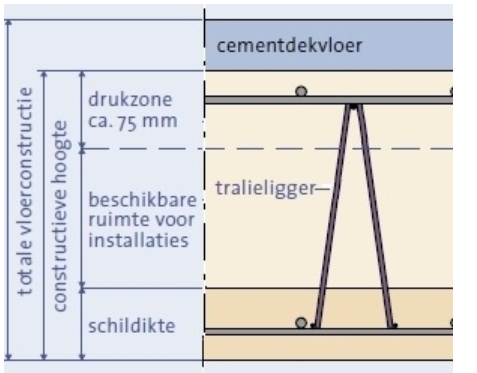 cementdekvloer
totale vloerconstructie
constructieve hoogte
drukzone
ca. 75 mm
beschikbare
ruimte voor
installaties
tralieligger
schildikte